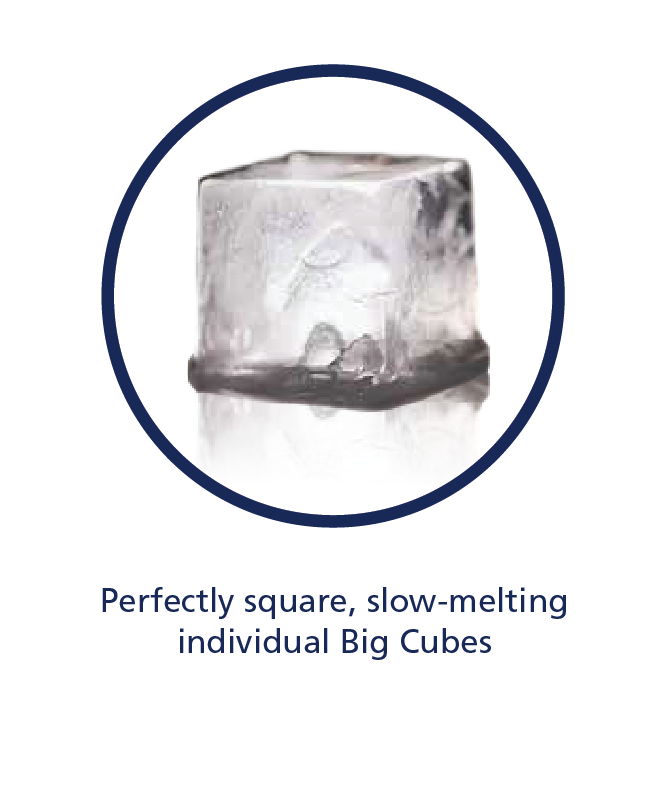 Perfectly square, slow-melting
individual Big Cubes